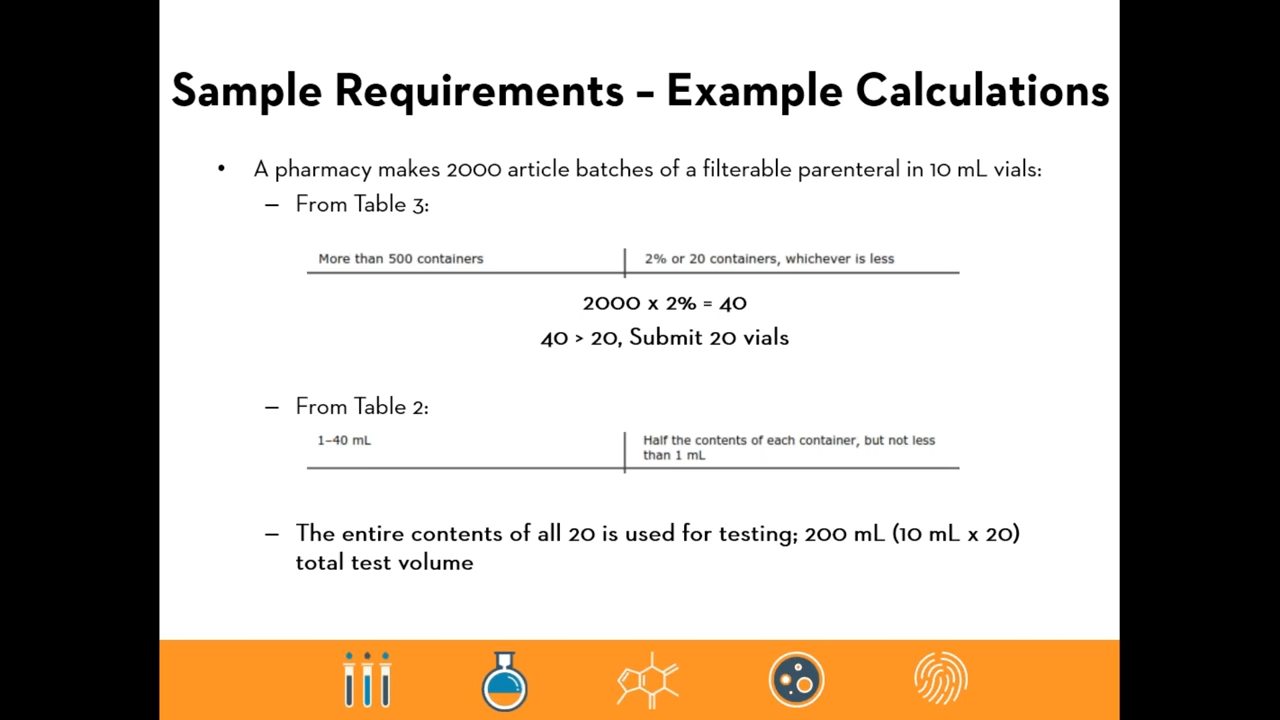 Sample Requirements – Example Calculations
• A pharmacy makes 2000 article batches of a filterable parenteral in 10 mL vials:
– From Table 3:
More than 500 containers 2% or 20 containers, whichever is less
2000 x 2% = 40
40 > 20, Submit 20 vials
– From Table 2:
1–40 mL Half the contents of each container, but not less
than 1 mL
– The entire contents of all 20 is used for testing; 200 mL (10 mL x 20)
total test volume